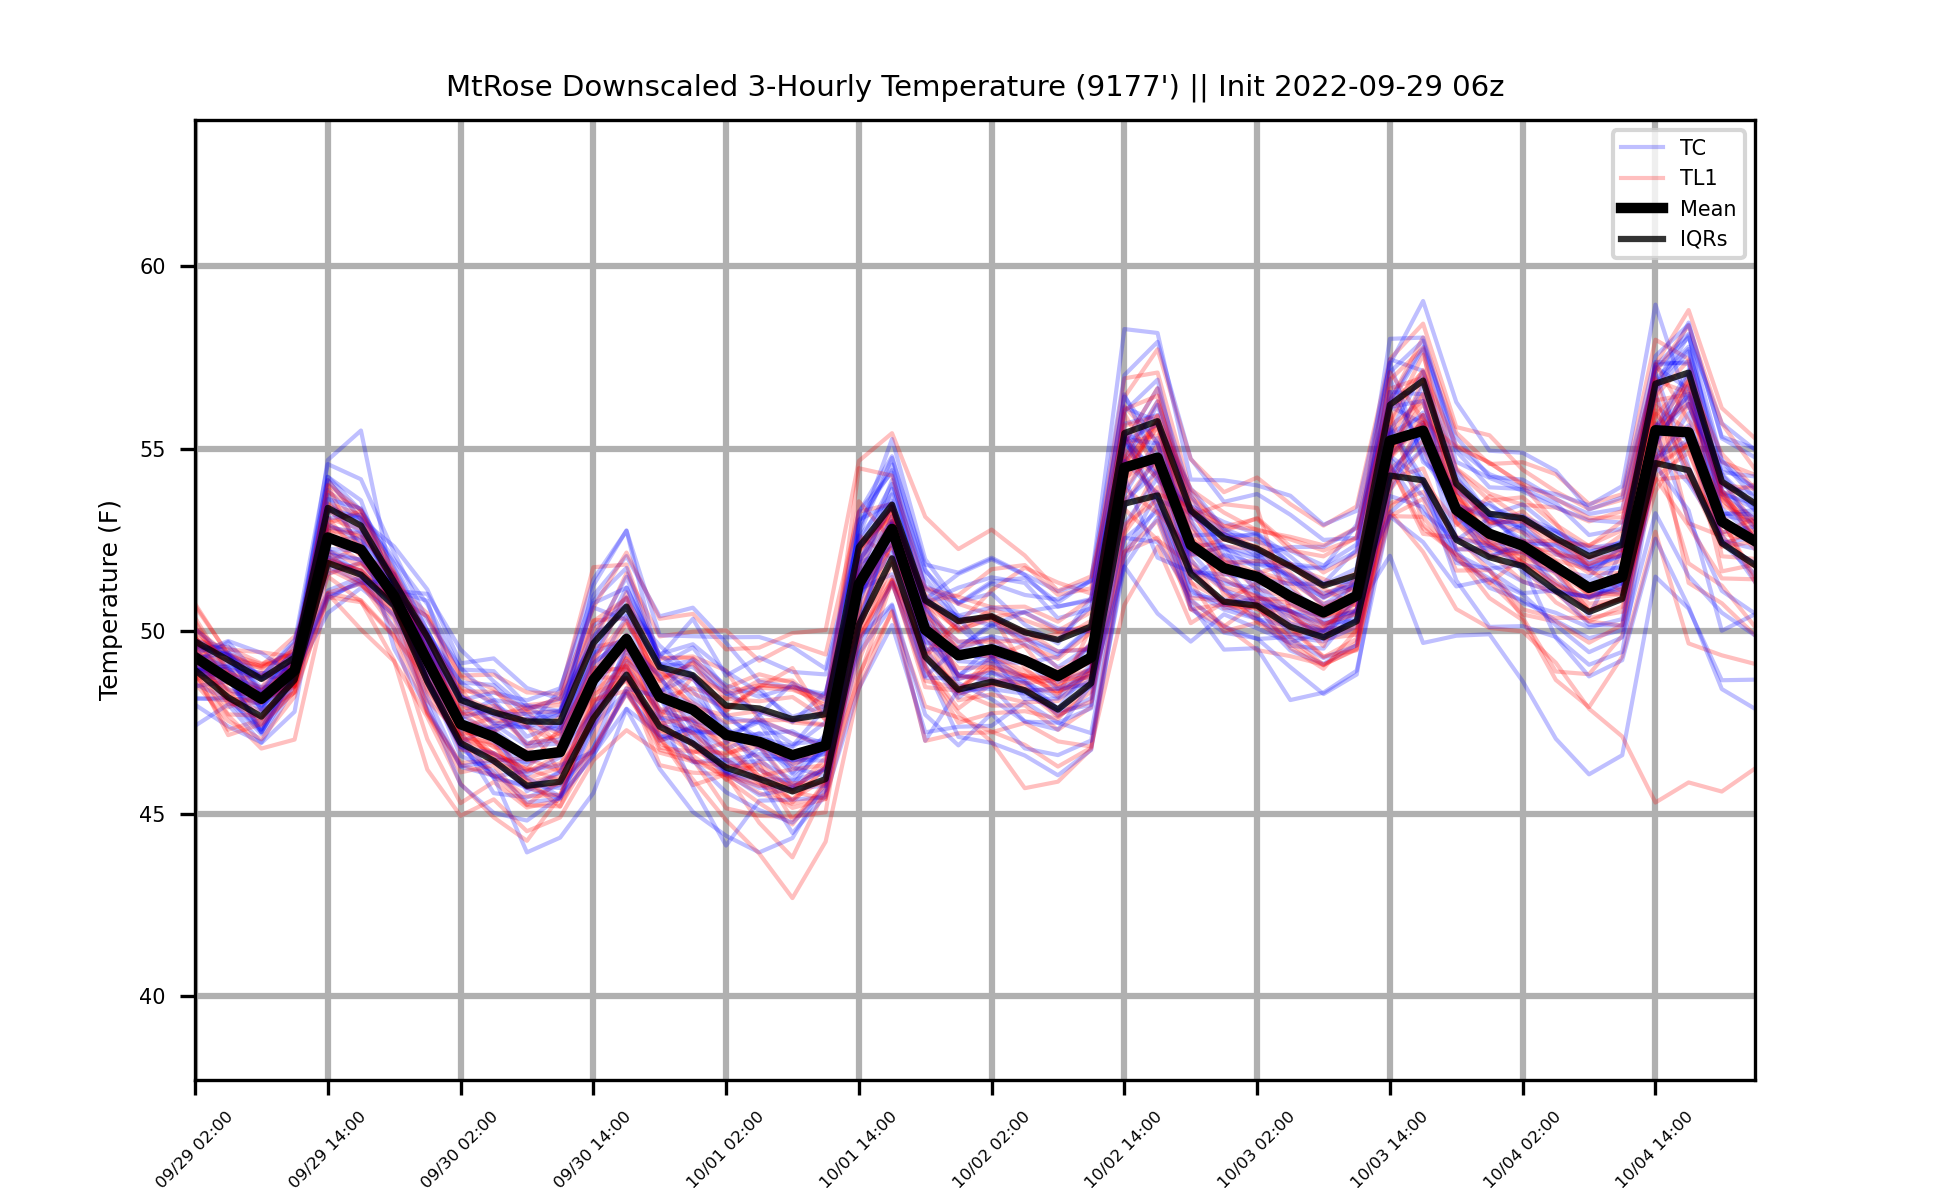 MtRose Downscaled 3-Hourly Temperature (9177') || Init 2022-09-29 06z
TC
TL1
Mean
IQRs
Temperature (F)
60
55
50
45
40
09/29 02:00
09/29 14:00
09/30 02:00
09/30 14:00
10/01 02:00
10/01 14:00
10/02 02:00
10/02 14:00
10/03 02:00
10/03 14:00
10/04 02:00
10/04 14:00